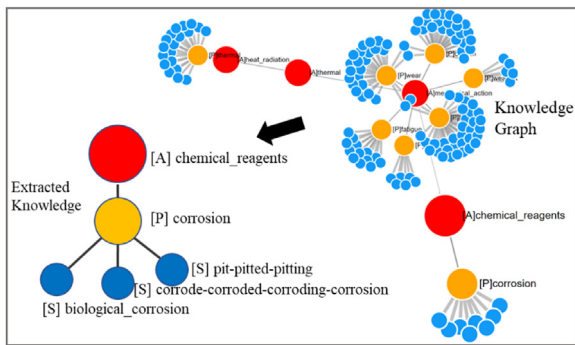 [P]thermal
[A]heat_radiation
[A]thermal
[P]wear
[P]fatigue
Knowledge
Graph
[A]chemical_reagents
[P]corrosion
[A] chemical_reagents
Extracted
Knowledge
[P] corrosion
[S] pit-pitted-pitting
[S] corrode-corroded-corroding-corrosion
[S] biological_corrosion